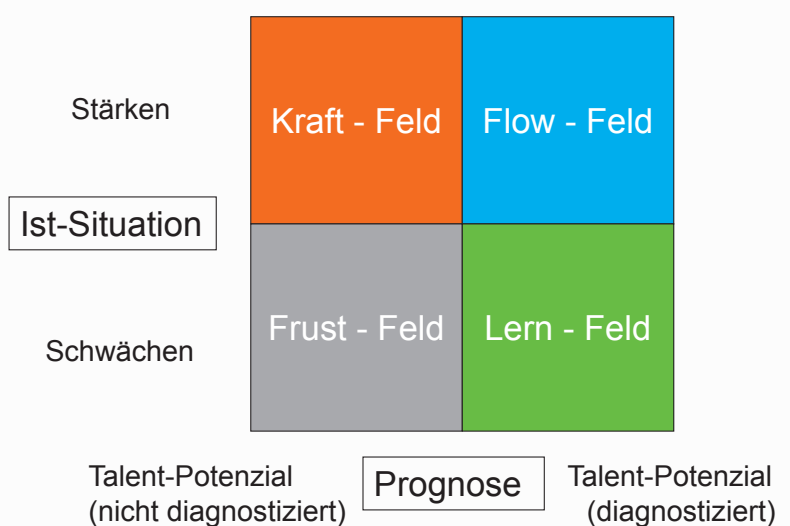 Stärken
Kraft - Feld
Flow - Feld
Ist-Situation
Schwächen
Frust - Feld
Lern - Feld
Talent-Potenzial
(nicht diagnostiziert)
Prognose
Talent-Potenzial
(diagnostiziert)